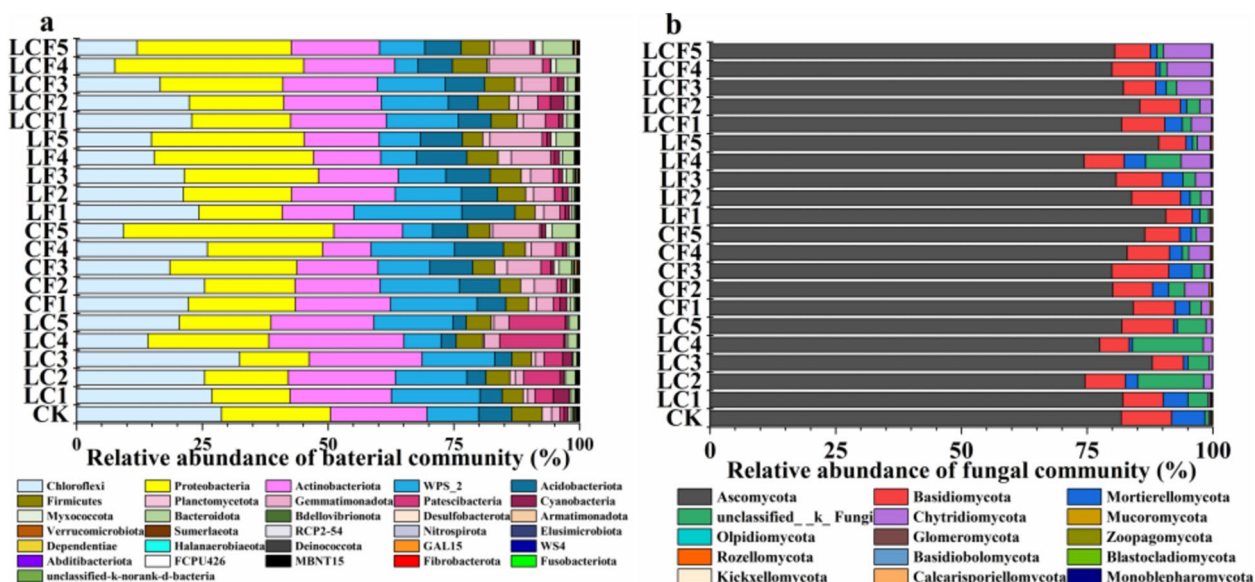 a
LCF5
LCF4
LCF3
LCF2
LCF1
LF5
LF4
LF3
LF2
LF1
CF5
CF4
CF3
CF2
CF1
LC5
LC4
LC3
LC2
LC1
CK
0 25 50 75 100
Relative abundance of baterial community (%)
Chloroflexi Proteobacteria Actinobacteriota WPS_2 Acidobacteriota
Firmicutes Planctomycetota Gemmatimonadota Patescibacteria Cyanobacteria
Myxococcota Bacteroidota Bdellovibrionota Desulfobacterota Armatimonadota
Verrucomicrobiota Sumerlaeota RCP2-54 Nitrospirota Elusimicrobiota
Dependentiae Halanaerobiaeota Deinococcota GAL15 WS4
Abditibacteriota FCPU426 MBNT15 Fibrobacterota Fusobacteriota
unclassified-k-norank-d-bacteria
b
LCF5
LCF4
LCF3
LCF2
LCF1
LF5
LF4
LF3
LF2
LF1
CF5
CF4
CF3
CF2
CF1
LC5
LC4
LC3
LC2
LC1
CK
0 25 50 75 100
Relative abundance of fungal community (%)
Ascomycota Basidiomycota Mortierellomycota
unclassified_ _k_ Fungi Chytridiomycota Mucoromycota
Olpidiomycota Glomeromycota Zoopagomycota
Rozellomycota Basidiobolomycota Blastocladiomycota
Kickxellomycota Calcarisporiellomycota Monoblepharomycota